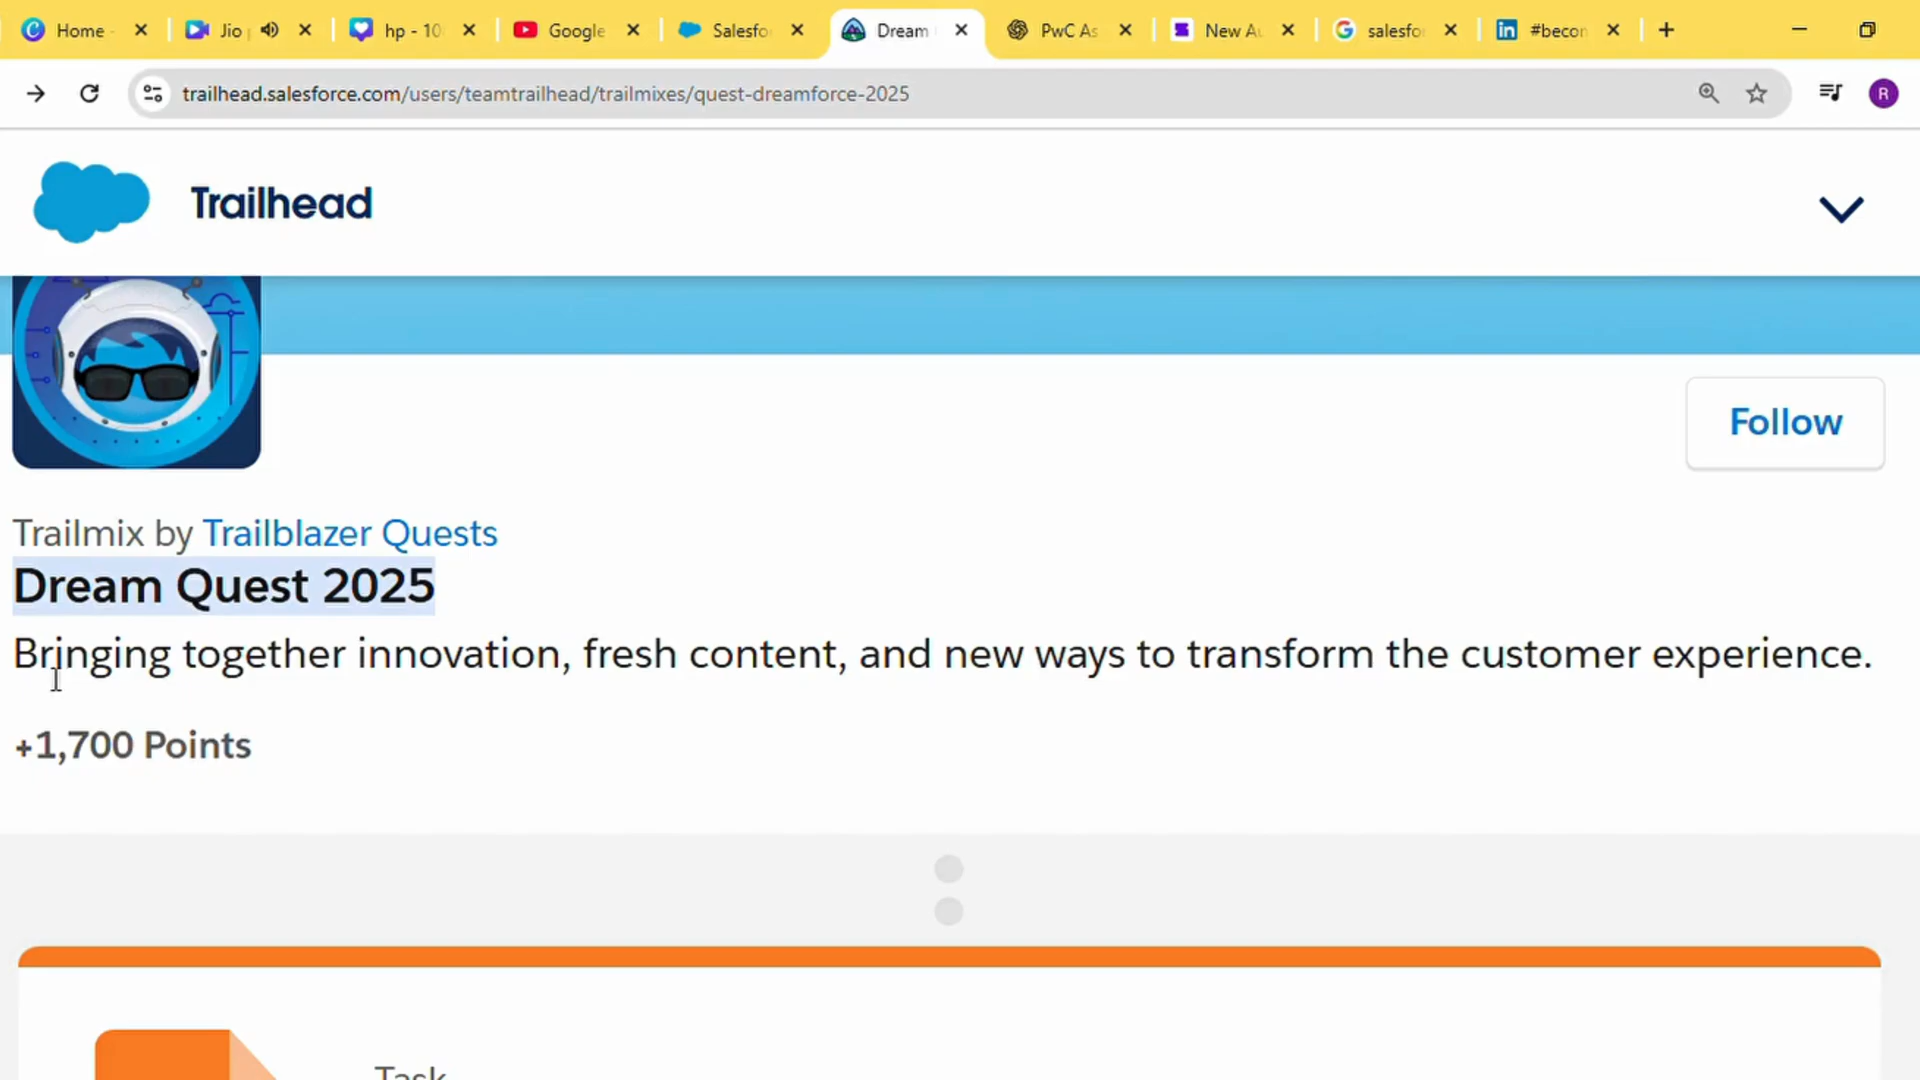 Home
Jio
hp - 10
Google
Salesfo
Dream
PwC As
New Au
salesfo
#becom
trailhead.salesforce.com/users/teamtrailhead/trailmixes/quest-dreamforce-2025
R
Trailhead
Follow
Trailmix by Trailblazer Quests
Dream Quest 2025
Bringing together innovation, fresh content, and new ways to transform the customer experience.
+1,700 Points
Task